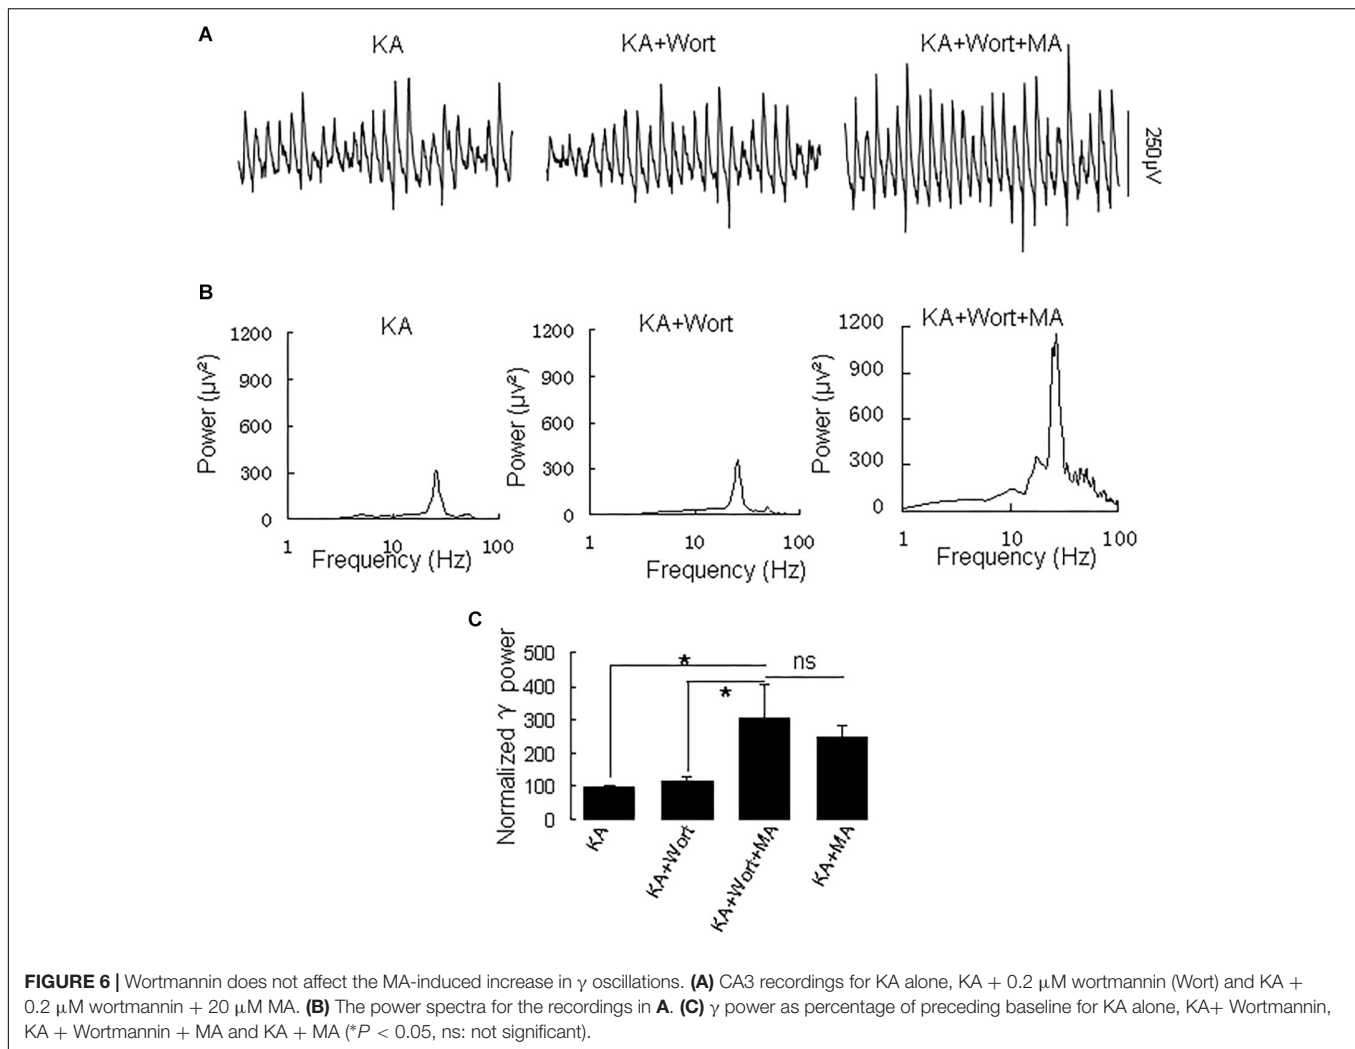 A
KA
KA+Wort
KA+Wort+MA
250µV
B
KA
KA+Wort
KA+Wort+MA
1200
900
600
300
0
Power (µv²)
1
10
100
Frequency (Hz)
1200
900
600
300
0
Power (µv²)
1
10
100
Frequency (Hz)
1200
900
600
300
0
Power (µv²)
1
10
100
Frequency (Hz)
C
Normalized γ power
500
400
300
200
100
0
*
*
ns
KA
KA+Wort
KA+Wort+MA
KA+MA
FIGURE 6 | Wortmannin does not affect the MA-induced increase in γ oscillations. (A) CA3 recordings for KA alone, KA + 0.2 µM wortmannin (Wort) and KA +
0.2 µM wortmannin + 20 µM MA. (B) The power spectra for the recordings in A. (C) γ power as percentage of preceding baseline for KA alone, KA+ Wortmannin,
KA + Wortmannin + MA and KA + MA (*P < 0.05, ns: not significant).